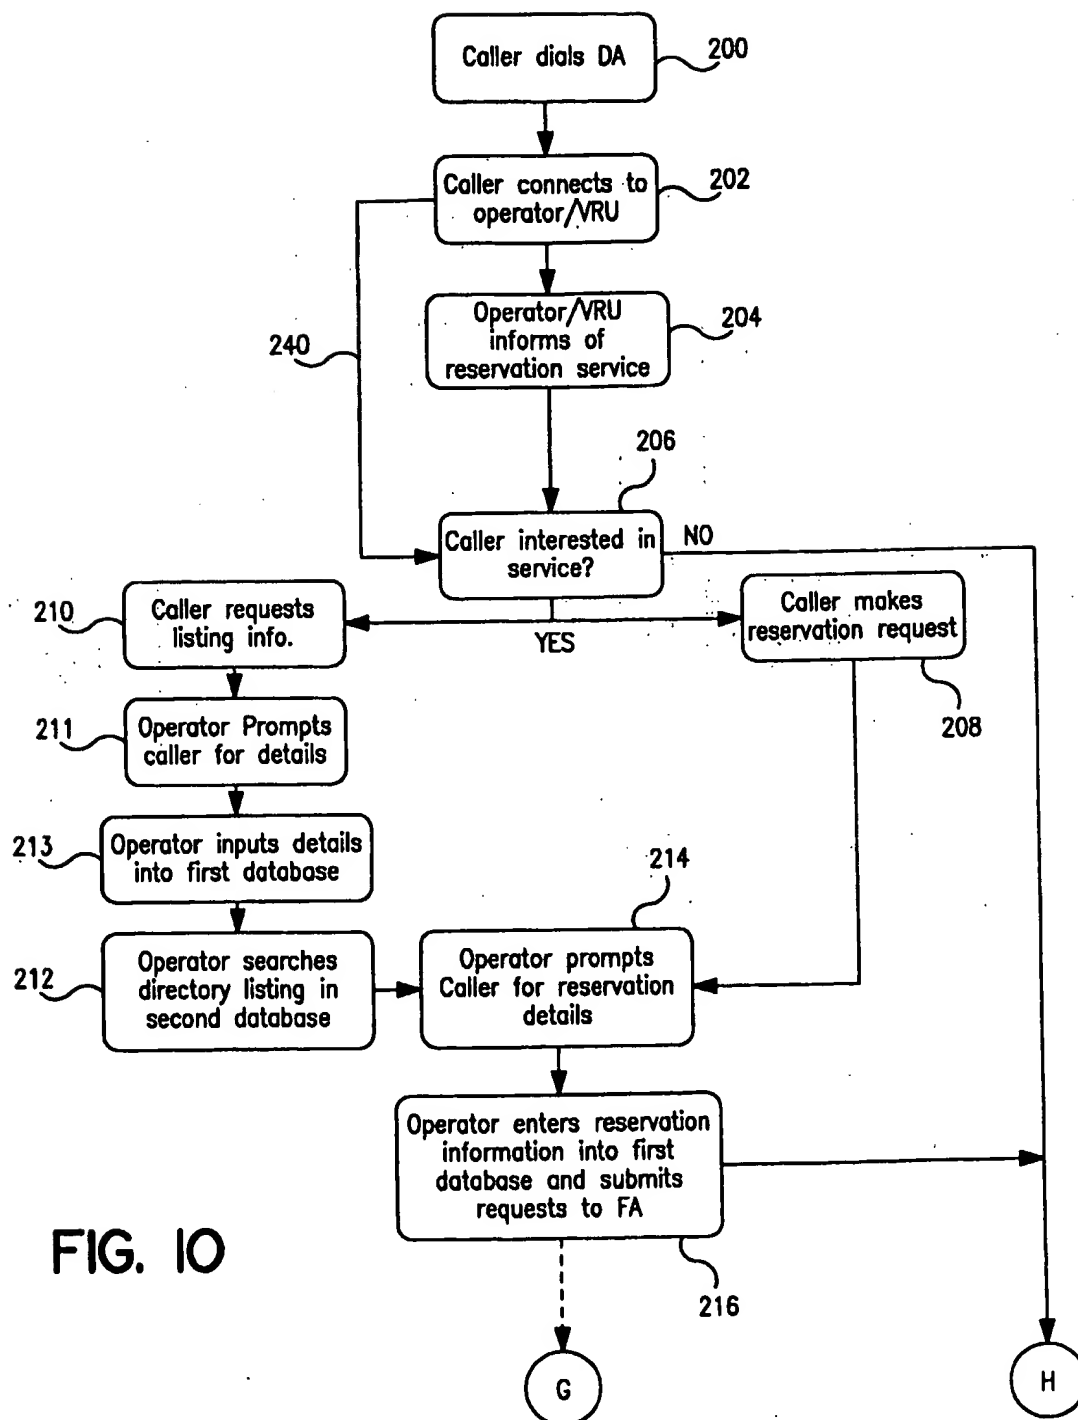 Caller dials DA
200
Caller connects to
operator/VRU
202
Operator/VRU
informs of
reservation service
204
240
206
Caller interested in
service?
NO
YES
210
Caller requests
listing info.
Caller makes
reservation request
208
211
Operator Prompts
caller for details
213
Operator inputs details
into first database
214
212
Operator searches
directory listing in
second database
Operator prompts
Caller for reservation
details
Operator enters reservation
information into first
database and submits
requests to FA
216
FIG. 10
G
H